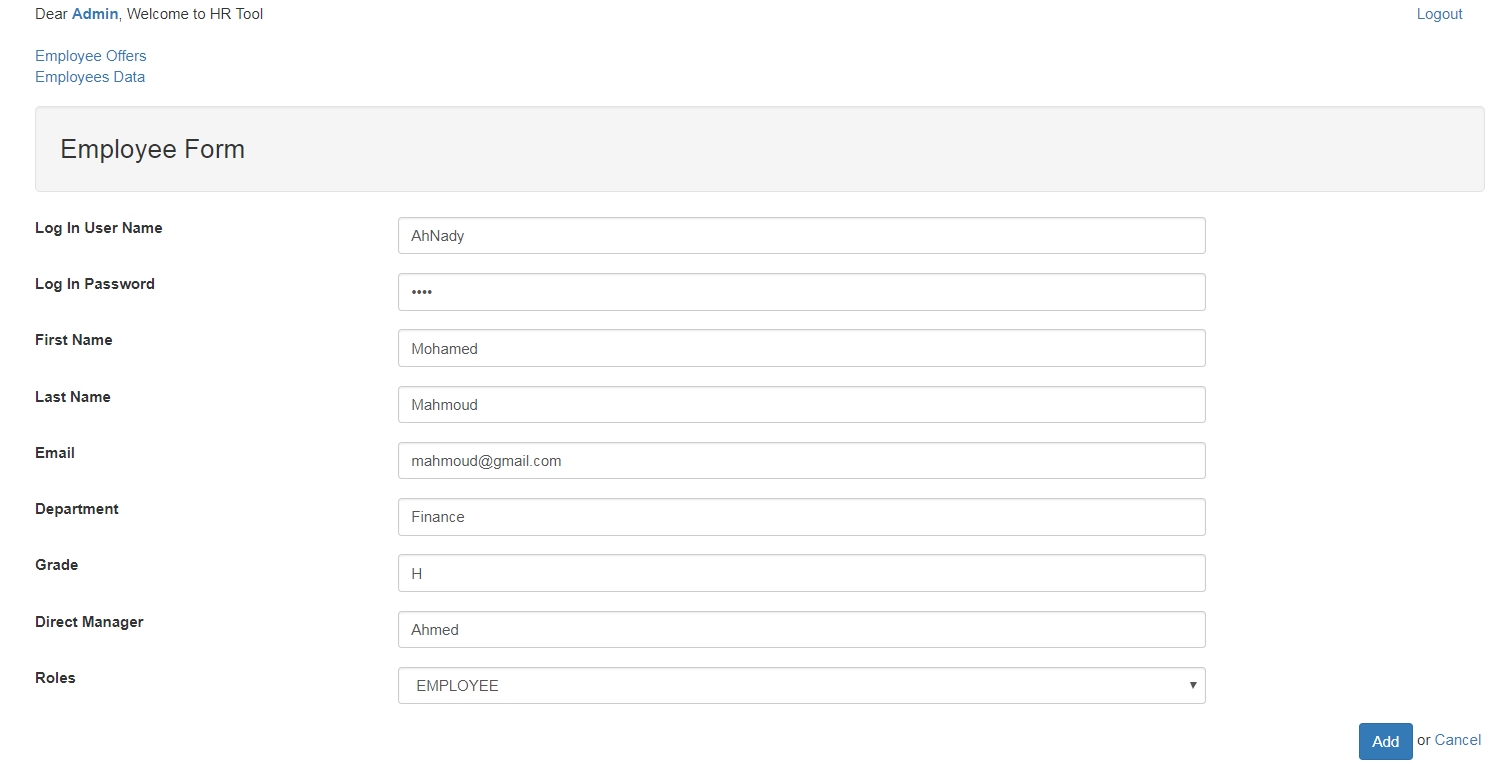 Dear Admin, Welcome to HR Tool
Logout
Employee Offers
Employees Data
Employee Form
Log In User Name
AhNady
Log In Password
••••
First Name
Mohamed
Last Name
Mahmoud
Email
mahmoud@gmail.com
Department
Finance
Grade
H
Direct Manager
Ahmed
Roles
EMPLOYEE
Add or Cancel